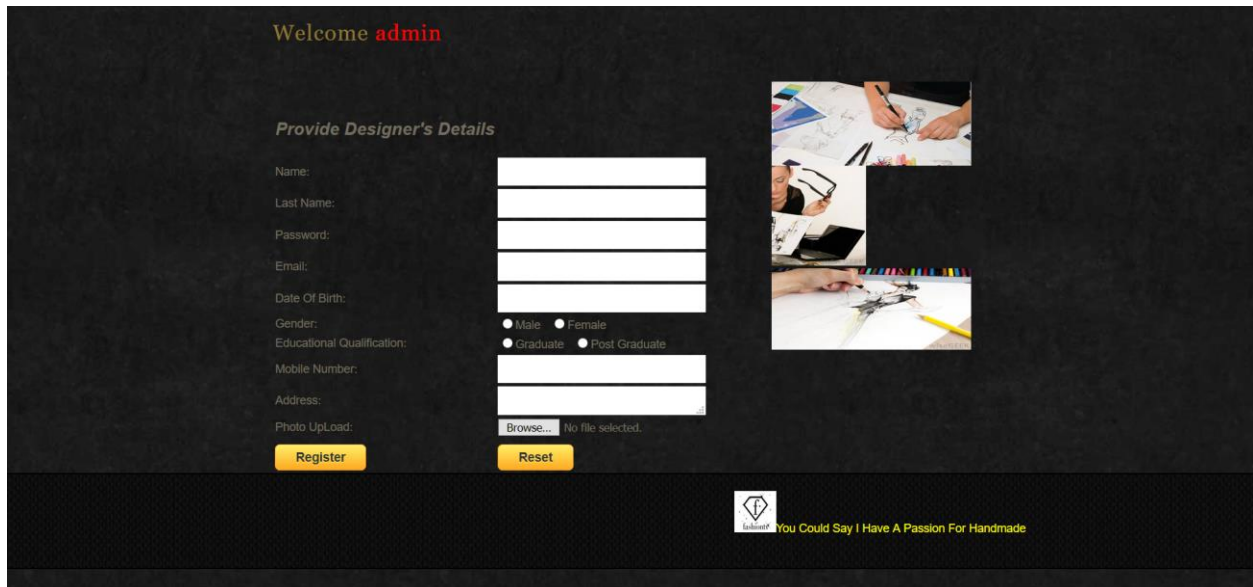 Welcome admin
Provide Designer's Details
Name:
Last Name:
Password:
Email:
Date Of Birth:
Gender: Male Female
Educational Qualification: Graduate Post Graduate
Mobile Number:
Address:
Photo UpLoad: Browse... No file selected.
Register Reset
f
You Could Say I Have A Passion For Handmade